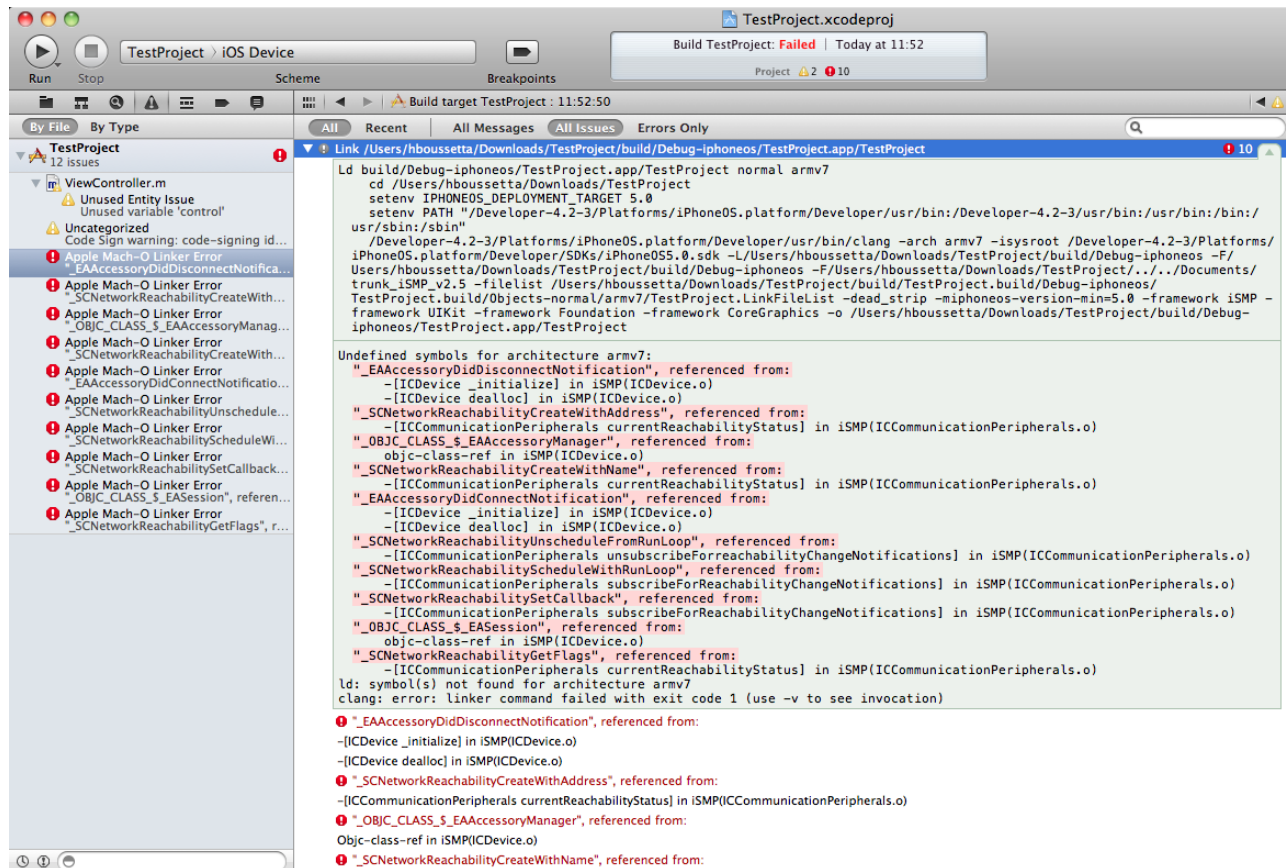 TestProject.xcodeproj
TestProject 〉 iOS Device
Build TestProject: Failed | Today at 11:52
Project 2 10
Run Stop Scheme Breakpoints
Build target TestProject : 11:52:50
By File By Type
All Recent All Messages All Issues Errors Only
TestProject
12 issues
ViewController.m
Unused Entity Issue
Unused variable 'control'
Uncategorized
Code Sign warning: code-signing id...
Apple Mach-O Linker Error
"_EAAccessoryDidDisconnectNotifica...
Apple Mach-O Linker Error
"_SCNetworkReachabilityCreateWith...
Apple Mach-O Linker Error
"_OBJC_CLASS_$_EAAccessoryManag...
Apple Mach-O Linker Error
"_SCNetworkReachabilityCreateWith...
Apple Mach-O Linker Error
"_EAAccessoryDidConnectNotificatio...
Apple Mach-O Linker Error
"_SCNetworkReachabilityUnschedule...
Apple Mach-O Linker Error
"_SCNetworkReachabilityScheduleWi...
Apple Mach-O Linker Error
"_SCNetworkReachabilitySetCallback...
Apple Mach-O Linker Error
"_OBJC_CLASS_$_EASession", referen...
Apple Mach-O Linker Error
"_SCNetworkReachabilityGetFlags", r...
Link /Users/hboussetta/Downloads/TestProject/build/Debug-iphoneos/TestProject.app/TestProject 10
Ld build/Debug-iphoneos/TestProject.app/TestProject normal armv7
cd /Users/hboussetta/Downloads/TestProject
setenv IPHONEOS_DEPLOYMENT_TARGET 5.0
setenv PATH "/Developer-4.2-3/Platforms/iPhoneOS.platform/Developer/usr/bin:/Developer-4.2-3/usr/bin:/usr/bin:/bin:/
usr/sbin:/sbin"
/Developer-4.2-3/Platforms/iPhoneOS.platform/Developer/usr/bin/clang -arch armv7 -isysroot /Developer-4.2-3/Platforms/
iPhoneOS.platform/Developer/SDKs/iPhoneOS5.0.sdk -L/Users/hboussetta/Downloads/TestProject/build/Debug-iphoneos -F/
Users/hboussetta/Downloads/TestProject/build/Debug-iphoneos -F/Users/hboussetta/Downloads/TestProject/../../Documents/
trunk_iSMP_v2.5 -filelist /Users/hboussetta/Downloads/TestProject/build/TestProject.build/Debug-iphoneos/
TestProject.build/Objects-normal/armv7/TestProject.LinkFileList -dead_strip -miphoneos-version-min=5.0 -framework iSMP -
framework UIKit -framework Foundation -framework CoreGraphics -o /Users/hboussetta/Downloads/TestProject/build/Debug-
iphoneos/TestProject.app/TestProject
Undefined symbols for architecture armv7:
"_EAAccessoryDidDisconnectNotification", referenced from:
-[ICDevice _initialize] in iSMP(ICDevice.o)
-[ICDevice dealloc] in iSMP(ICDevice.o)
"_SCNetworkReachabilityCreateWithAddress", referenced from:
-[ICCommunicationPeripherals currentReachabilityStatus] in iSMP(ICCommunicationPeripherals.o)
"_OBJC_CLASS_$_EAAccessoryManager", referenced from:
objc-class-ref in iSMP(ICDevice.o)
"_SCNetworkReachabilityCreateWithName", referenced from:
-[ICCommunicationPeripherals currentReachabilityStatus] in iSMP(ICCommunicationPeripherals.o)
"_EAAccessoryDidConnectNotification", referenced from:
-[ICDevice _initialize] in iSMP(ICDevice.o)
-[ICDevice dealloc] in iSMP(ICDevice.o)
"_SCNetworkReachabilityUnscheduleFromRunLoop", referenced from:
-[ICCommunicationPeripherals unsubscribeForreachabilityChangeNotifications] in iSMP(ICCommunicationPeripherals.o)
"_SCNetworkReachabilityScheduleWithRunLoop", referenced from:
-[ICCommunicationPeripherals subscribeForReachabilityChangeNotifications] in iSMP(ICCommunicationPeripherals.o)
"_SCNetworkReachabilitySetCallback", referenced from:
-[ICCommunicationPeripherals subscribeForReachabilityChangeNotifications] in iSMP(ICCommunicationPeripherals.o)
"_OBJC_CLASS_$_EASession", referenced from:
objc-class-ref in iSMP(ICDevice.o)
"_SCNetworkReachabilityGetFlags", referenced from:
-[ICCommunicationPeripherals currentReachabilityStatus] in iSMP(ICCommunicationPeripherals.o)
ld: symbol(s) not found for architecture armv7
clang: error: linker command failed with exit code 1 (use -v to see invocation)
"_EAAccessoryDidDisconnectNotification", referenced from:
-[ICDevice _initialize] in iSMP(ICDevice.o)
-[ICDevice dealloc] in iSMP(ICDevice.o)
"_SCNetworkReachabilityCreateWithAddress", referenced from:
-[ICCommunicationPeripherals currentReachabilityStatus] in iSMP(ICCommunicationPeripherals.o)
"_OBJC_CLASS_$_EAAccessoryManager", referenced from:
Objc-class-ref in iSMP(ICDevice.o)
"_SCNetworkReachabilityCreateWithName", referenced from: